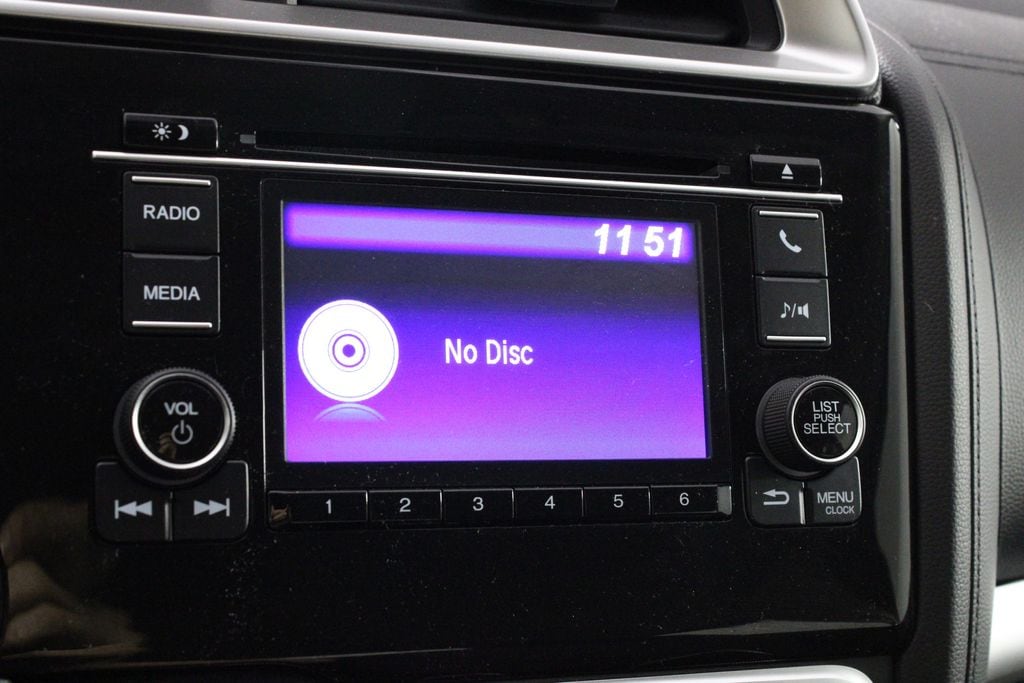 11 51
RADIO
MEDIA
No Disc
VOL
LIST
PUSH
SELECT
1 2 3 4 5 6
MENU
CLOCK